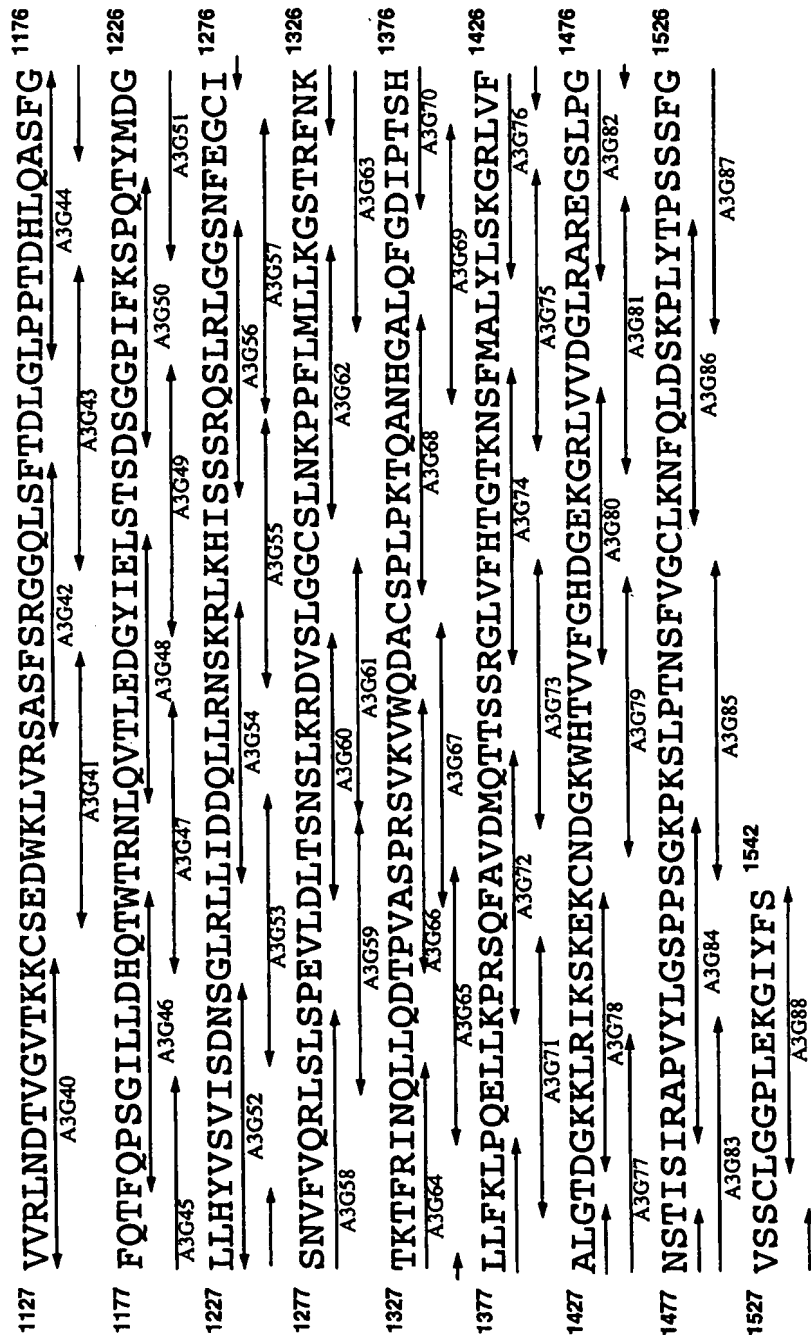 1127 VVRLNDTVGVTKKCSEDWKLVRSASFSRGGQLSFTDLGLPPTDHLQASFG 1176
A3G40 A3G42 A3G44
A3G41 A3G43
1177 FQTFQPSGILLDHQTWTRNLQVTLEDGYIELSTSDSGGPIFKSPQTYMDG 1226
A3G46 A3G48 A3G50
A3G45 A3G47 A3G49 A3G51
1227 LLHYVSVISDNSGLRLLIDDQLLRNSKRLKHISSSRQSLRLGGSNFEGCI 1276
A3G52 A3G54 A3G56
A3G53 A3G55 A3G57
1277 SNVFVQRLSLSPEVLDLTSNSLKRDVSLGGCSLNKPPFLMLLKGSTRFNK 1326
A3G58 A3G60 A3G62
A3G59 A3G61 A3G63
1327 TKTFRINQLLQDTPVASPRSVKVWQDACSPLPKTQANHGALQFGDIPTSH 1376
A3G64 A3G66 A3G68 A3G70
A3G65 A3G67 A3G69
1377 LLFKLPQELLKPRSQFAVDMQTTSSRGLVFHTGTKNSFMALYLSKGRLVF 1426
A3G72 A3G74 A3G76
A3G71 A3G73 A3G75
1427 ALGTDGKKLRIKSKEKCNDGKWHTVVFGHDGEKGRLVVDGLRAREGSLPG 1476
A3G78 A3G80 A3G82
A3G77 A3G79 A3G81
1477 NSTISIRAPVYLGSPPSGKPKSLPTNSFVGCLKNFQLDSKPLYTPSSSFG 1526
A3G84 A3G86
A3G83 A3G85 A3G87
1527 VSSCLGGPLEKGIYFS 1542
A3G88